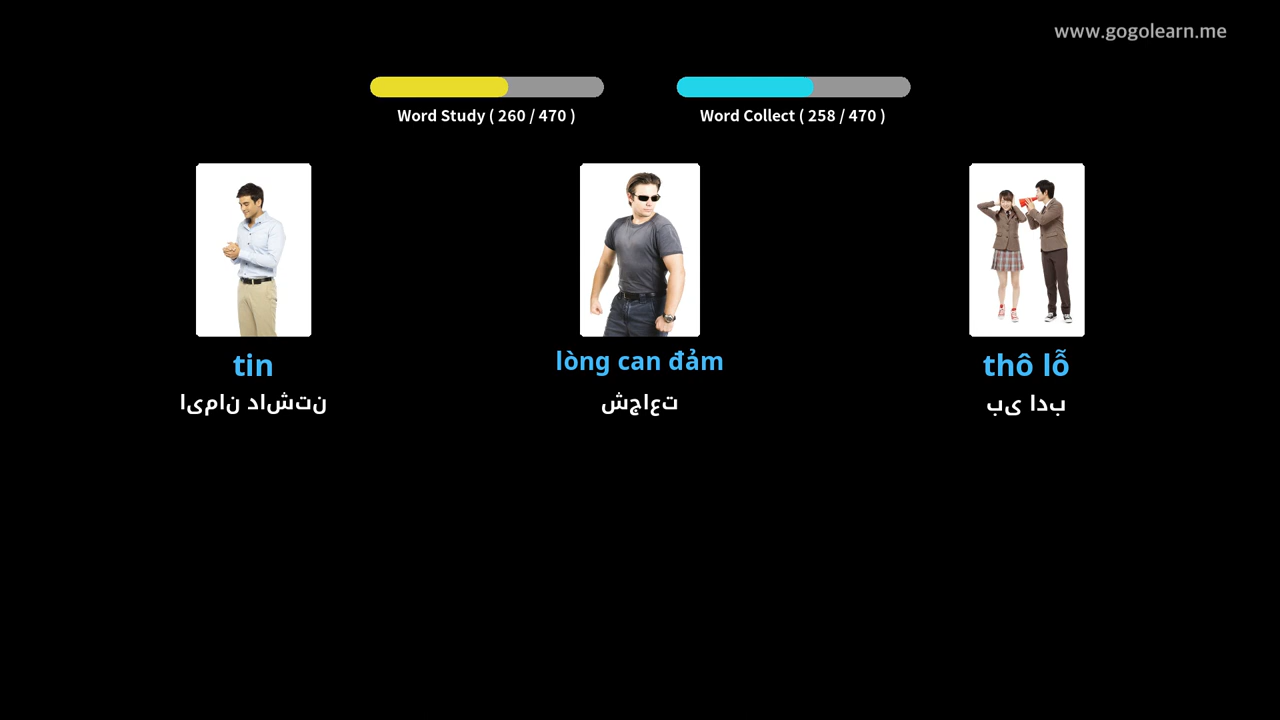 www.gogolearn.me
Word Study ( 260 / 470 )
Word Collect ( 258 / 470 )
tin
ایمان داشتن
lòng can đảm
شجاعت
thô lỗ
بی ادب